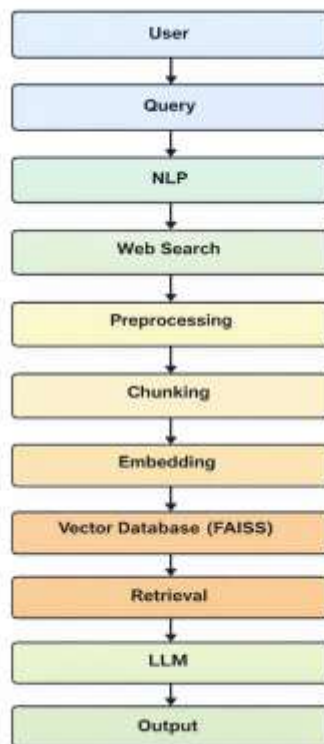 User
Query
NLP
Web Search
Preprocessing
Chunking
Embedding
Vector Database (FAISS)
Retrieval
LLM
Output